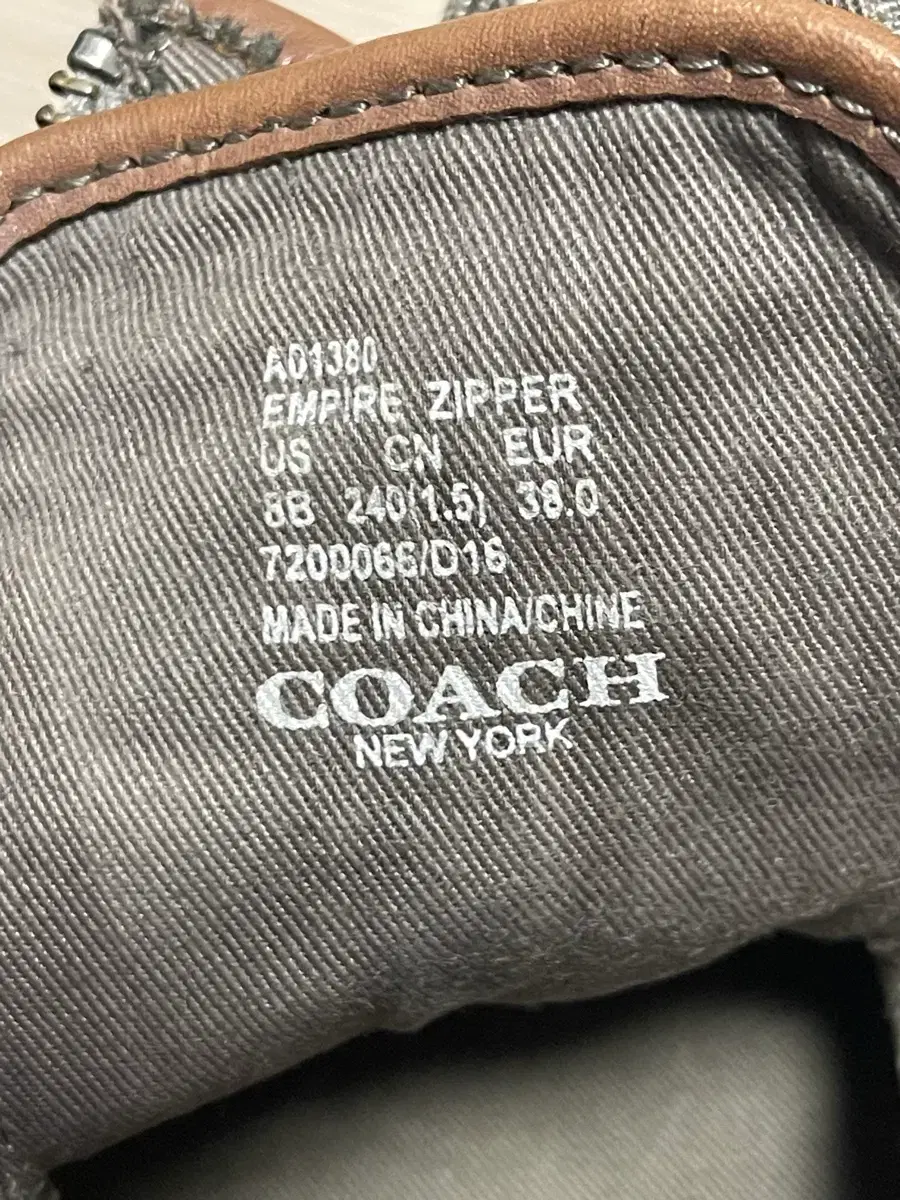 A01380
EMPIRE ZIPPER
US CN EUR
8B 240(1.5) 38.0
7200066/D16
MADE IN CHINA/CHINE
COACH
NEW YORK